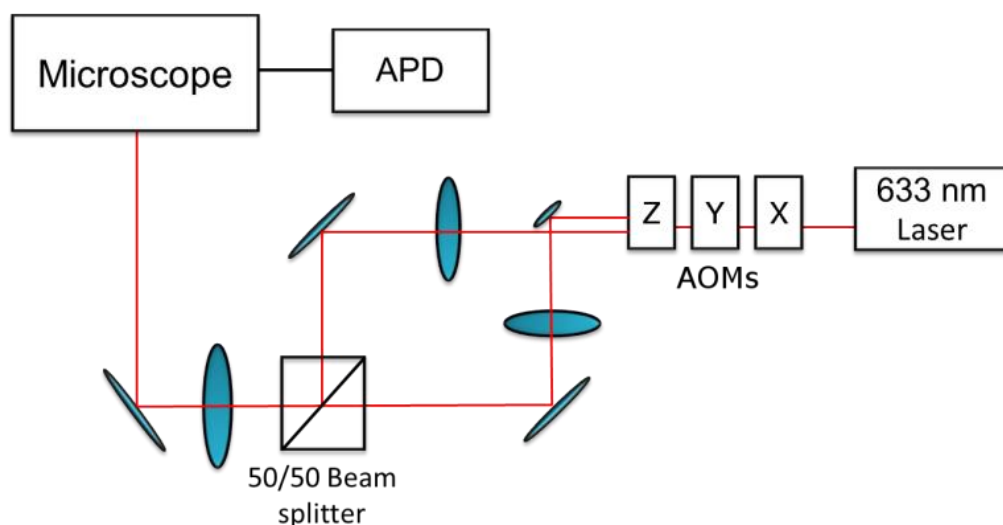 Microscope
APD
Z
Y
X
633 nm
Laser
AOMs
50/50 Beam
splitter